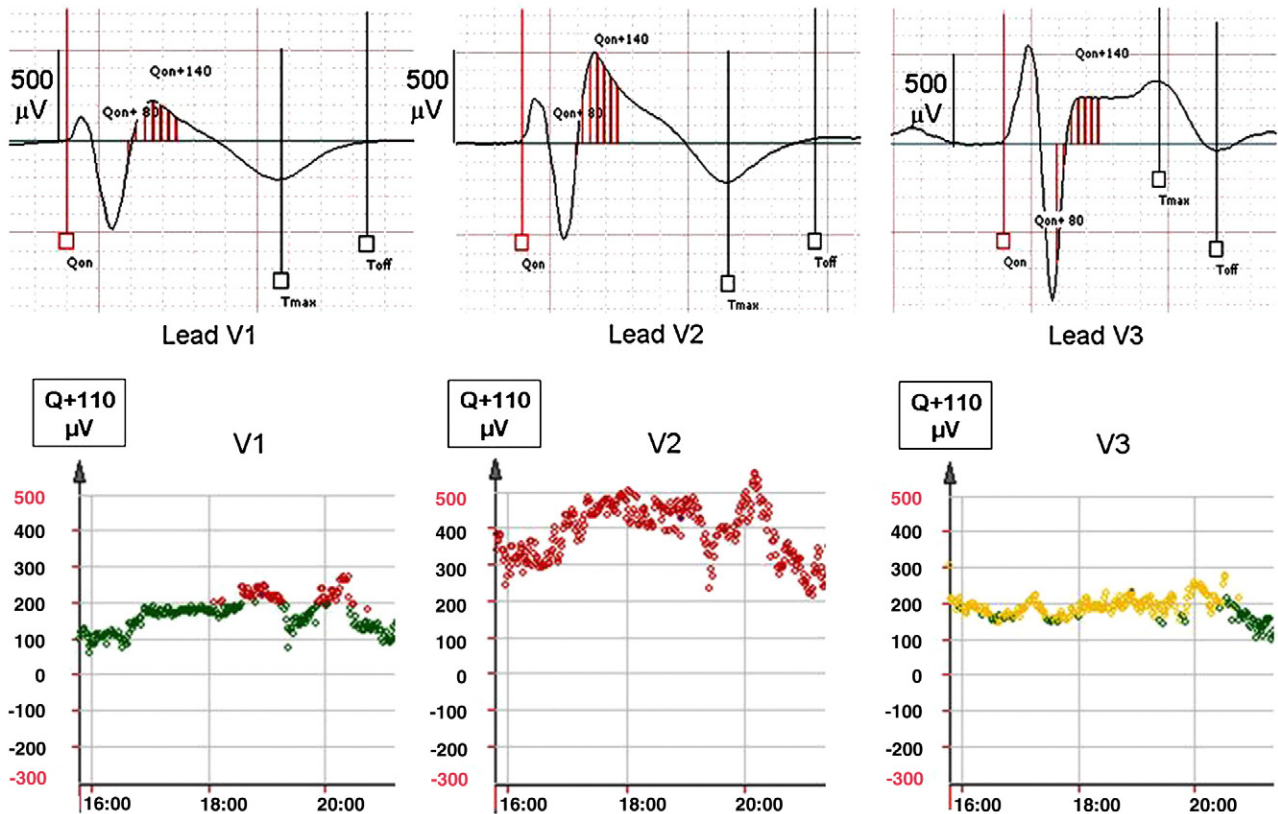 500
µV
Qon+140
Qon+ 80
Qon
Tmax
Toff
Lead V1
500
µV
Qon+140
Qon+ 80
Qon
Tmax
Toff
Lead V2
500
µV
Qon+140
Qon+ 80
Qon
Tmax
Toff
Lead V3
Q+110
µV
V1
500
400
300
200
100
0
-100
-200
-300
16:00 18:00 20:00
Q+110
µV
V2
500
400
300
200
100
0
-100
-200
-300
16:00 18:00 20:00
Q+110
µV
V3
500
400
300
200
100
0
-100
-200
-300
16:00 18:00 20:00